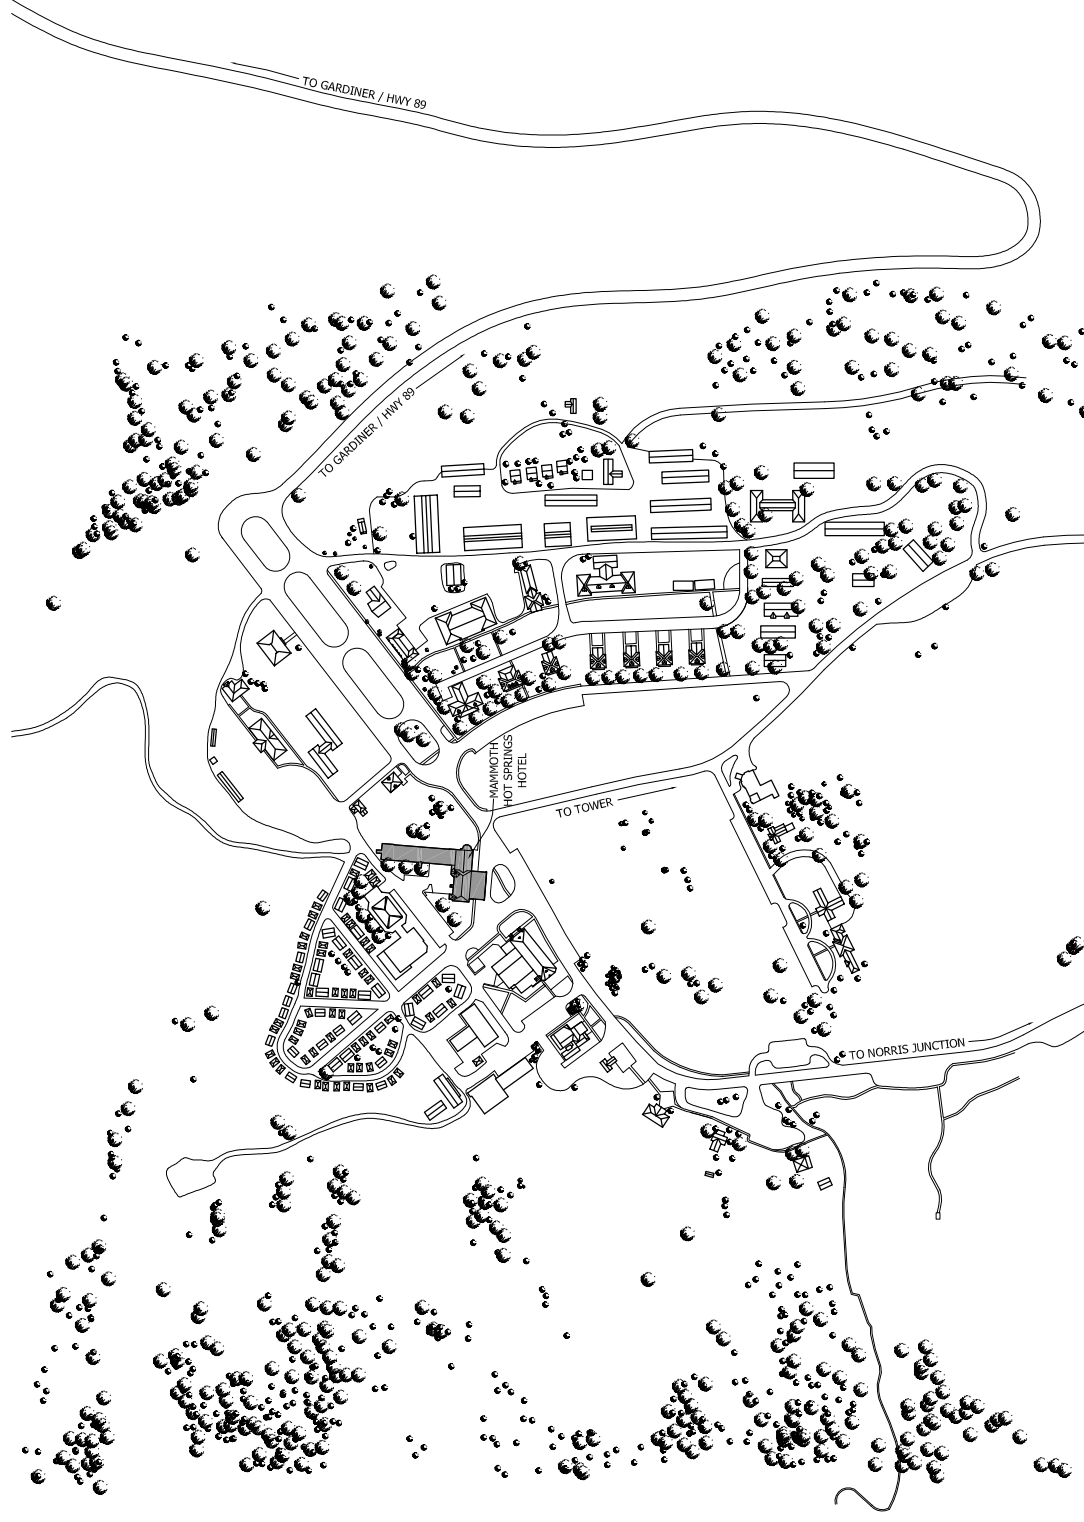 TO GARDINER / HWY 89
TO GARDINER / HWY 89
MAMMOTH
HOT SPRINGS
HOTEL
TO TOWER
TO NORRIS JUNCTION